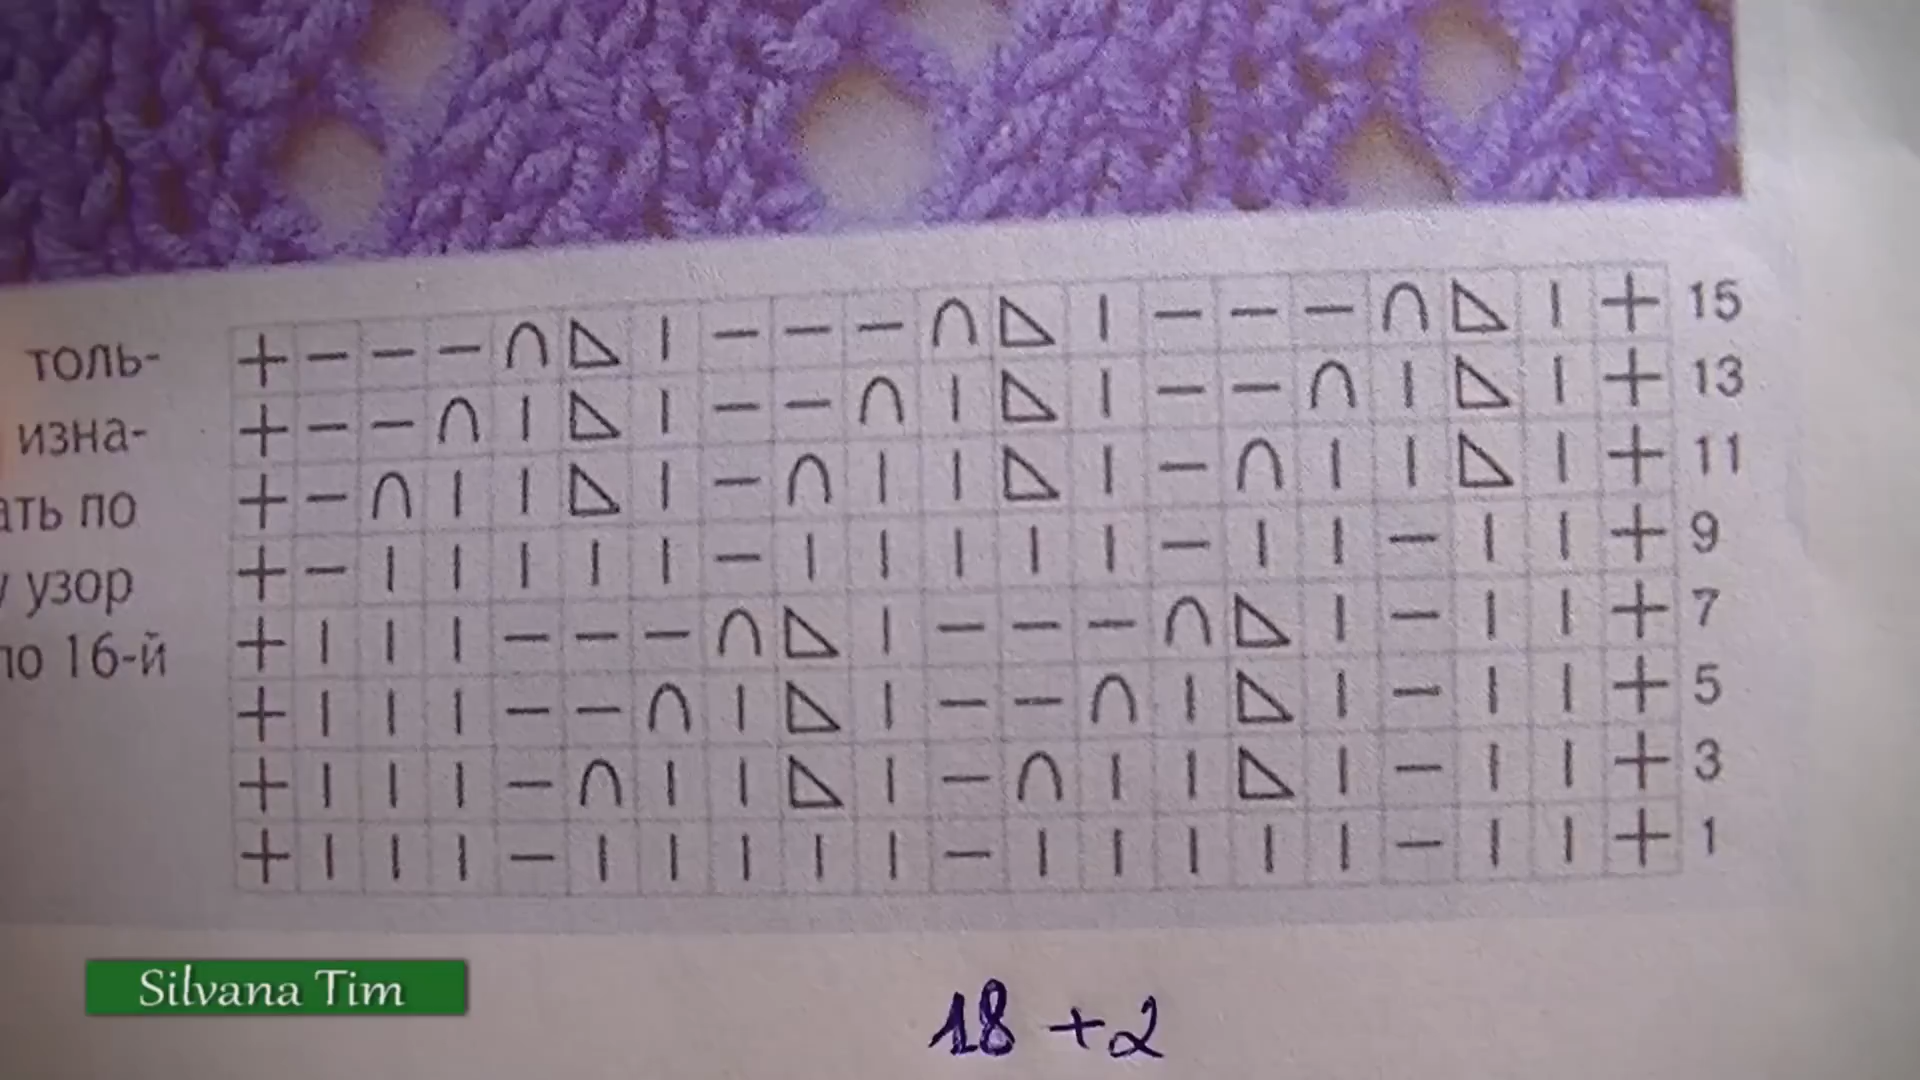 толь-
изна-
ать по
у узор
по 16-й
+ − − − ∩ ◺ | − − − ∩ ◺ | − − − ∩ ◺ | + 15
+ − − ∩ | ◺ | − − ∩ | ◺ | − − ∩ | ◺ | + 13
+ − ∩ | | ◺ | − ∩ | | ◺ | − ∩ | | ◺ | + 11
+ − | | | | | − | | | | | − | | − | | + 9
+ | | | − − − ∩ ◺ | − − − ∩ ◺ | − | | + 7
+ | | | − − ∩ | ◺ | − − ∩ | ◺ | − | | + 5
+ | | | − ∩ | | ◺ | − ∩ | | ◺ | − | | + 3
+ | | | − | | | | | − | | | | | − | | + 1
Silvana Tim
18 +2